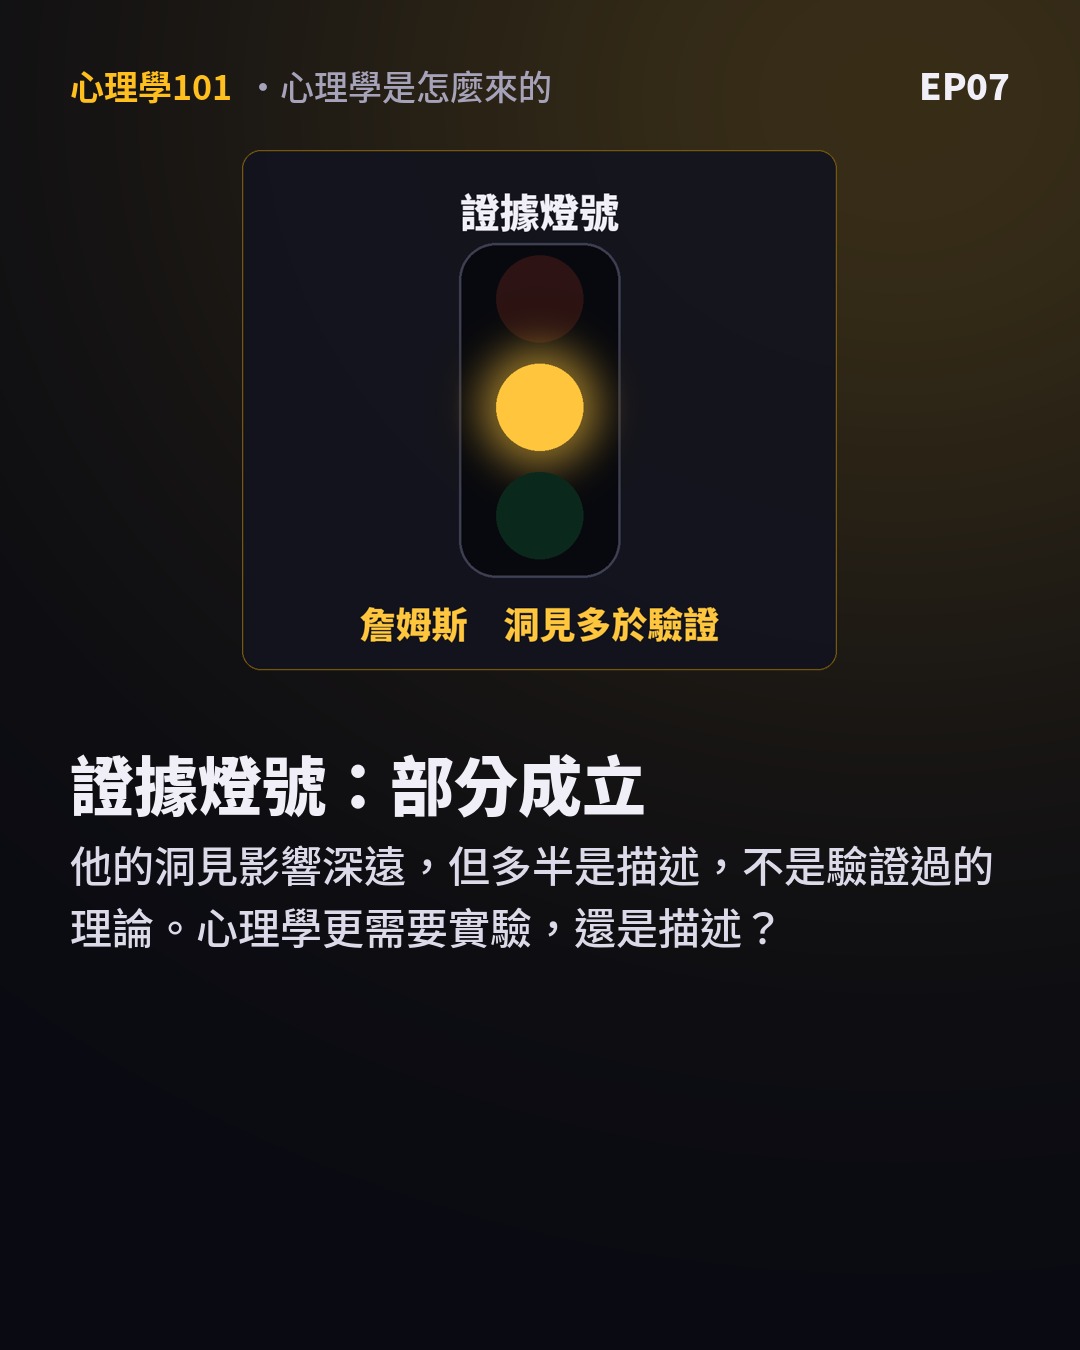 心理學101 ・心理學是怎麼來的
EP07
證據燈號
詹姆斯　洞見多於驗證
證據燈號：部分成立
他的洞見影響深遠，但多半是描述，不是驗證過的
理論。心理學更需要實驗，還是描述？